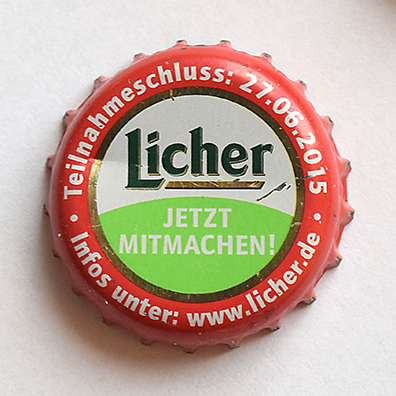 Teilnahmeschluss: 27.06.2015
Licher
JETZT
MITMACHEN!
• Infos unter: www.licher.de •